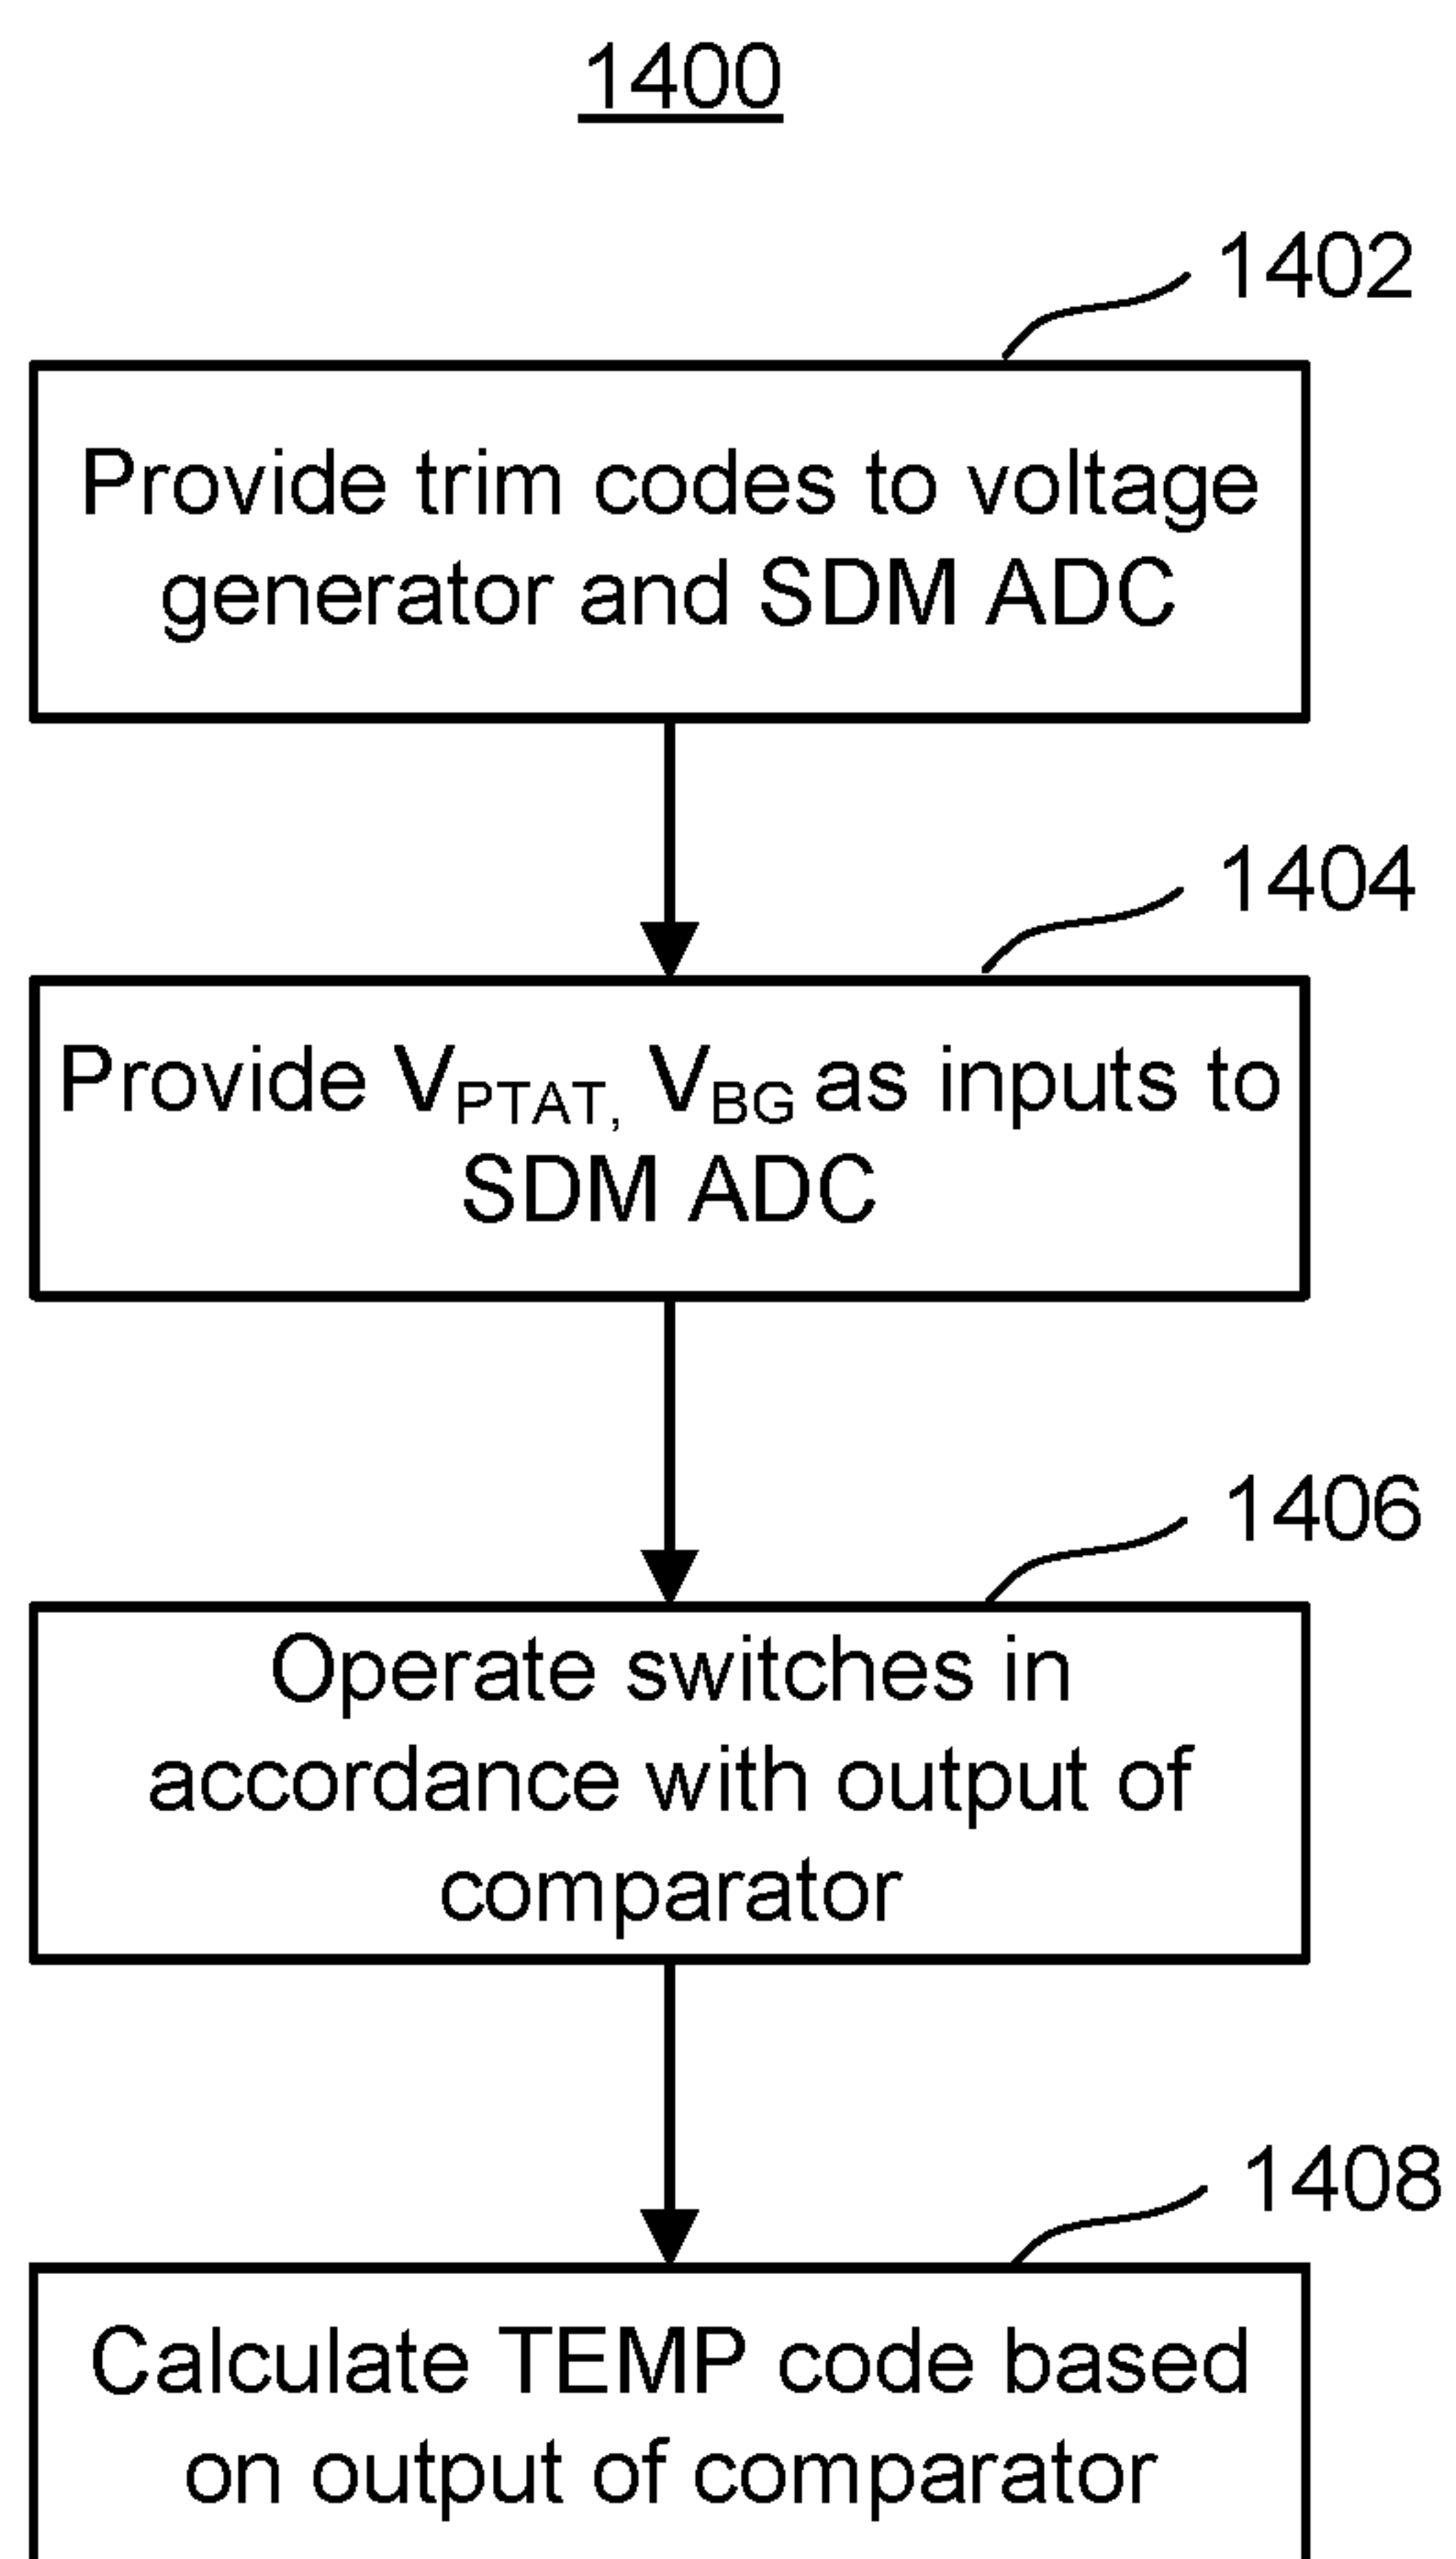 1400
1402
Provide trim codes to voltage
generator and SDM ADC
1404
Provide VPTAT, VBG as inputs to
SDM ADC
1406
Operate switches in
accordance with output of
comparator
1408
Calculate TEMP code based
on output of comparator